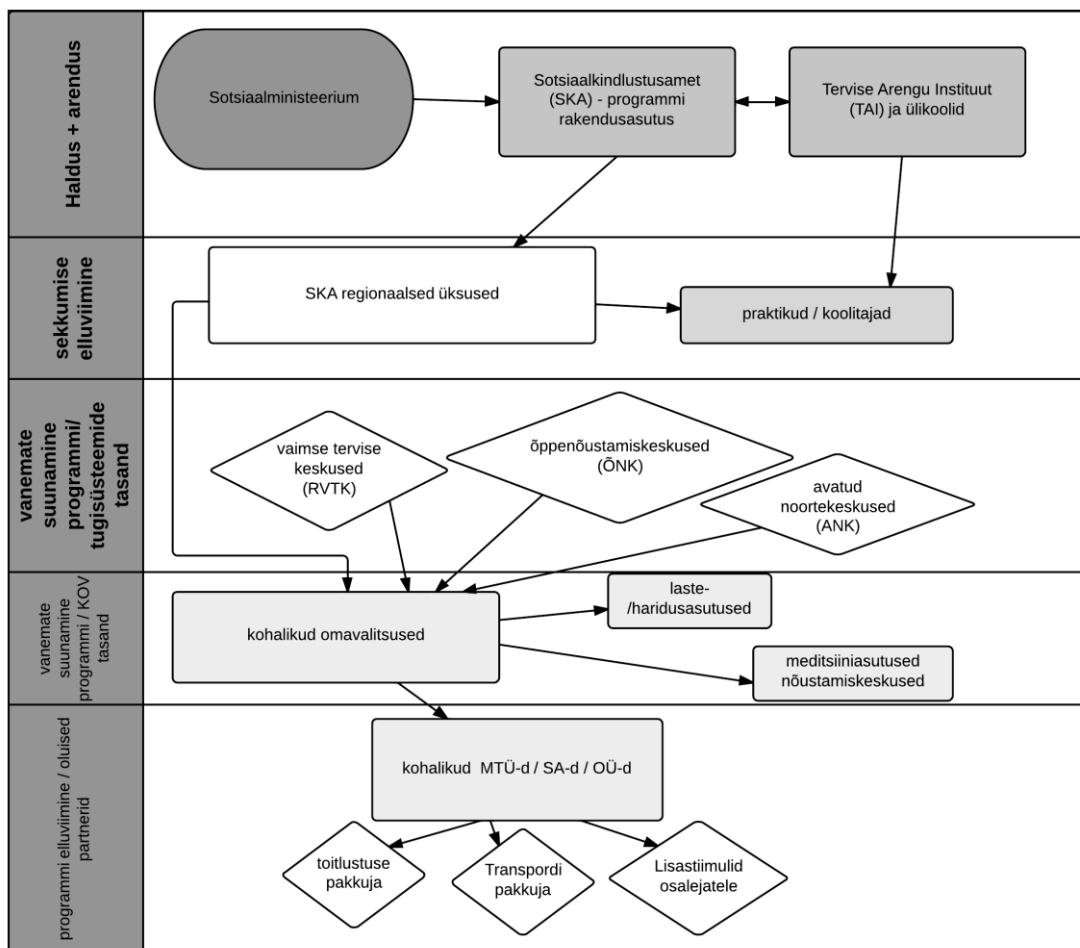 Haldus + arendus
Sotsiaalministeerium
Sotsiaalkindlustusamet
(SKA) - programmi
rakendusasutus
Tervise Arengu Instituut
(TAI) ja ülikoolid
sekkumise
elluviimine
SKA regionaalsed üksused
praktikud / koolitajad
vanemate
suunamine
programmi/
tugisüsteemide
tasand
vaimse tervise
keskused
(RVTK)
õppenõustamiskeskused
(ÕNK)
avatud
noortekeskused
(ANK)
vanemate
suunamine
programmi / KOV
tasand
kohalikud omavalitsused
laste-
/haridusasutused
meditsiiniasutused
nõustamiskeskused
programmi elluviimine / oluised
partnerid
kohalikud MTÜ-d / SA-d / OÜ-d
toitlustuse
pakkuja
Transpordi
pakkuja
Lisastiimulid
osalejatele